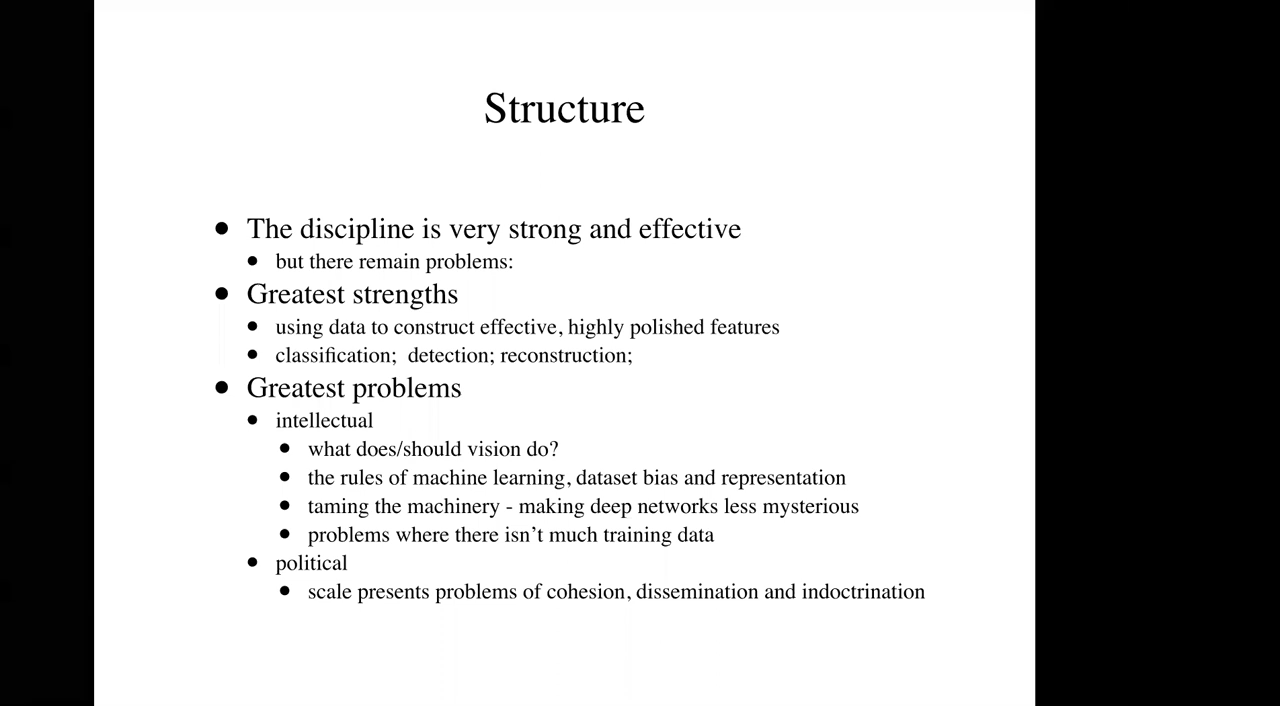 Structure
• The discipline is very strong and effective
• but there remain problems:
• Greatest strengths
• using data to construct effective, highly polished features
• classification;  detection; reconstruction;
• Greatest problems
• intellectual
• what does/should vision do?
• the rules of machine learning, dataset bias and representation
• taming the machinery - making deep networks less mysterious
• problems where there isn’t much training data
• political
• scale presents problems of cohesion, dissemination and indoctrination